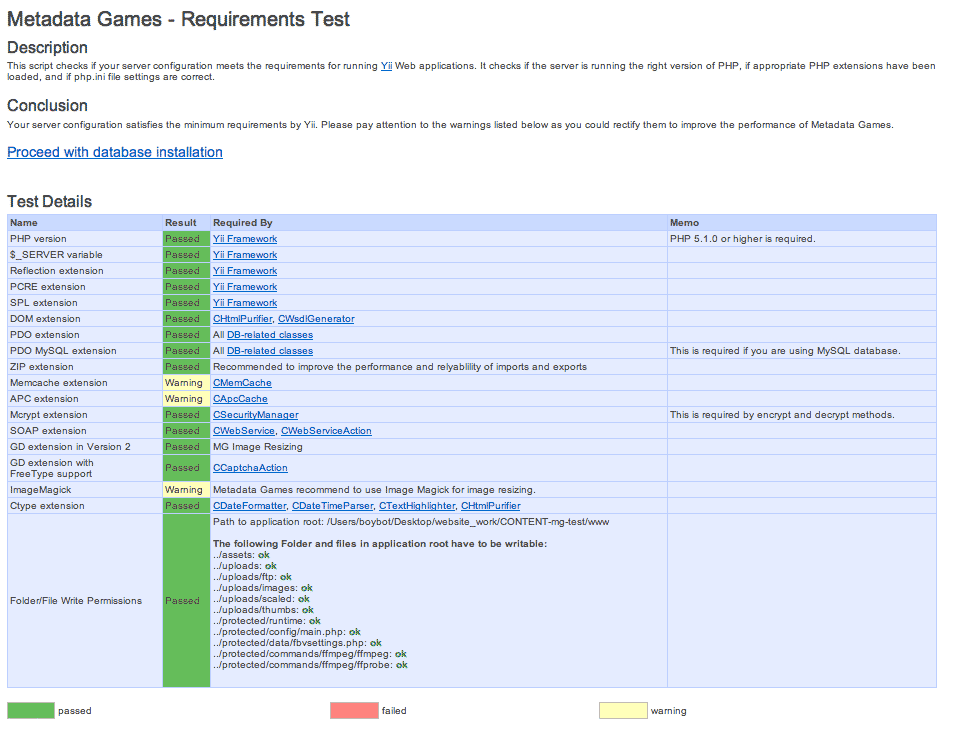 Metadata Games - Requirements Test
Description
This script checks if your server configuration meets the requirements for running Yii Web applications. It checks if the server is running the right version of PHP, if appropriate PHP extensions have been
loaded, and if php.ini file settings are correct.
Conclusion
Your server configuration satisfies the minimum requirements by Yii. Please pay attention to the warnings listed below as you could rectify them to improve the performance of Metadata Games.
Proceed with database installation
Test Details
Name Result Required By Memo
PHP version Passed Yii Framework PHP 5.1.0 or higher is required.
$_SERVER variable Passed Yii Framework
Reflection extension Passed Yii Framework
PCRE extension Passed Yii Framework
SPL extension Passed Yii Framework
DOM extension Passed CHtmlPurifier, CWsdlGenerator
PDO extension Passed All DB-related classes
PDO MySQL extension Passed All DB-related classes This is required if you are using MySQL database.
ZIP extension Passed Recommended to improve the performance and relyablility of imports and exports
Memcache extension Warning CMemCache
APC extension Warning CApcCache
Mcrypt extension Passed CSecurityManager This is required by encrypt and decrypt methods.
SOAP extension Passed CWebService, CWebServiceAction
GD extension in Version 2 Passed MG Image Resizing
GD extension with
FreeType support Passed CCaptchaAction
ImageMagick Warning Metadata Games recommend to use Image Magick for image resizing.
Ctype extension Passed CDateFormatter, CDateTimeParser, CTextHighlighter, CHtmlPurifier
Path to application root: /Users/boybot/Desktop/website_work/CONTENT-mg-test/www
The following Folder and files in application root have to be writable:
../assets: ok
../uploads: ok
../uploads/ftp: ok
../uploads/images: ok
../uploads/scaled: ok
Folder/File Write Permissions Passed
../uploads/thumbs: ok
../protected/runtime: ok
../protected/config/main.php: ok
../protected/data/fbvsettings.php: ok
../protected/commands/ffmpeg/ffmpeg: ok
../protected/commands/ffmpeg/ffprobe: ok
passed failed warning